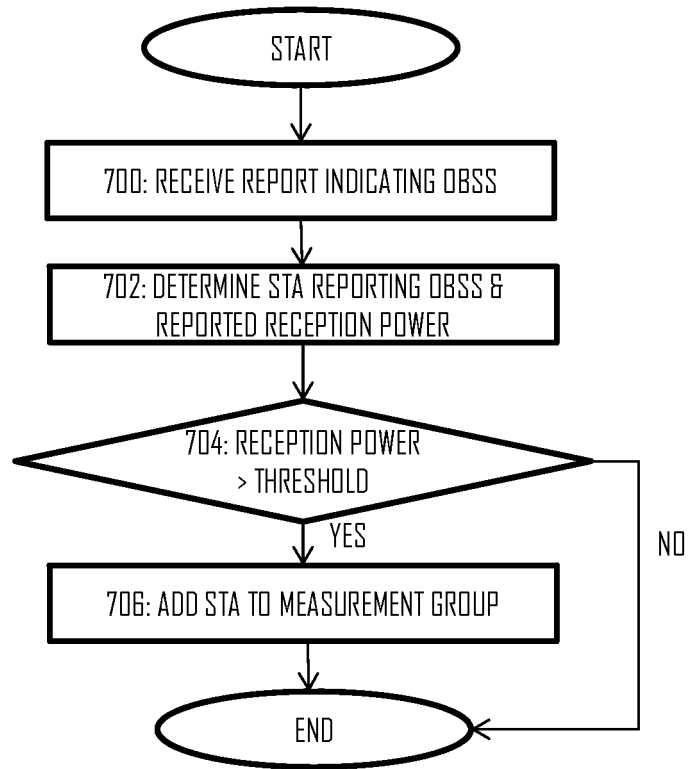 START
700: RECEIVE REPORT INDICATING OBSS
702: DETERMINE STA REPORTING OBSS &
REPORTED RECEPTION POWER
704: RECEPTION POWER
> THRESHOLD
YES
NO
706: ADD STA TO MEASUREMENT GROUP
END